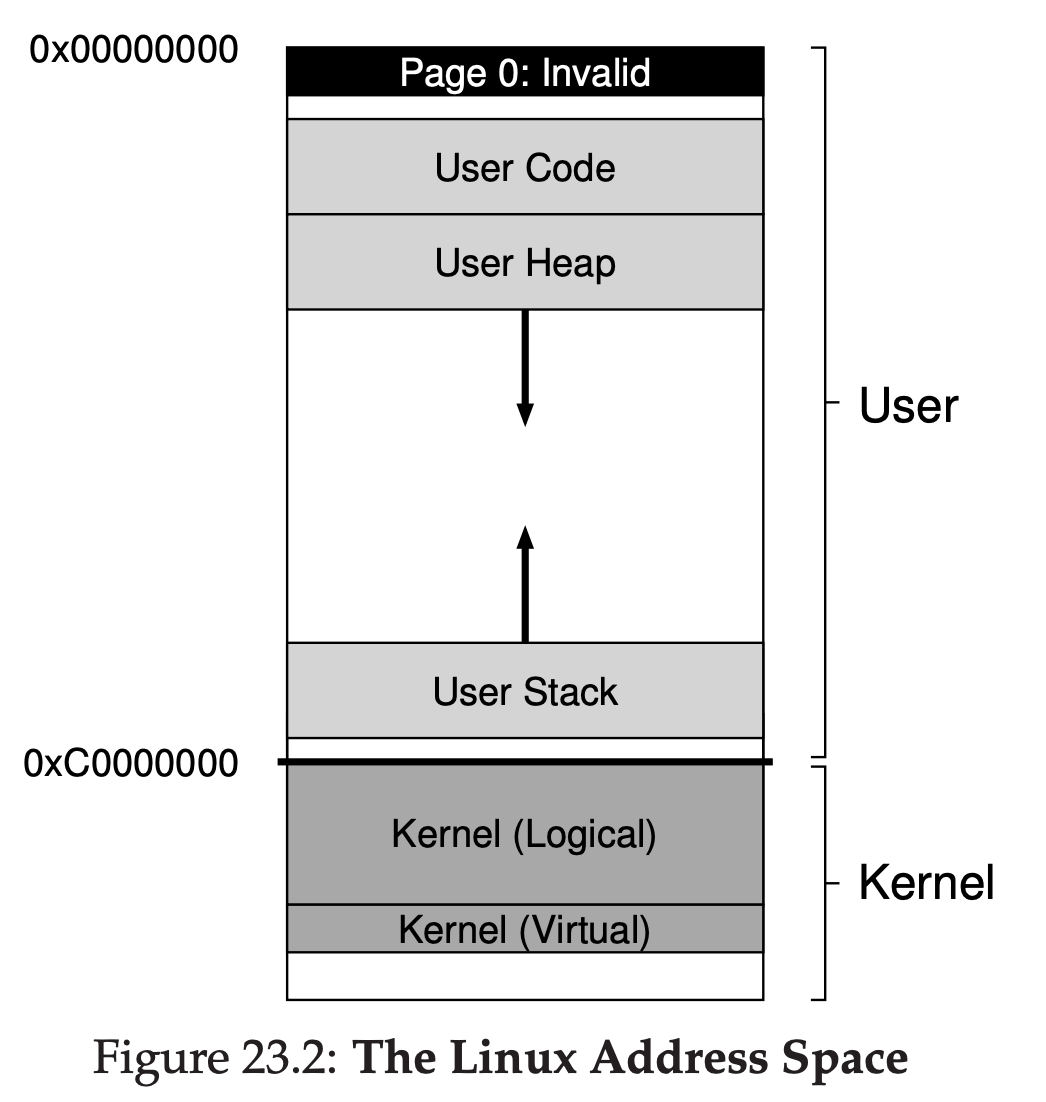 0x00000000
Page 0: Invalid
User Code
User Heap
User
User Stack
0xC0000000
Kernel (Logical)
Kernel
Kernel (Virtual)
Figure 23.2: The Linux Address Space